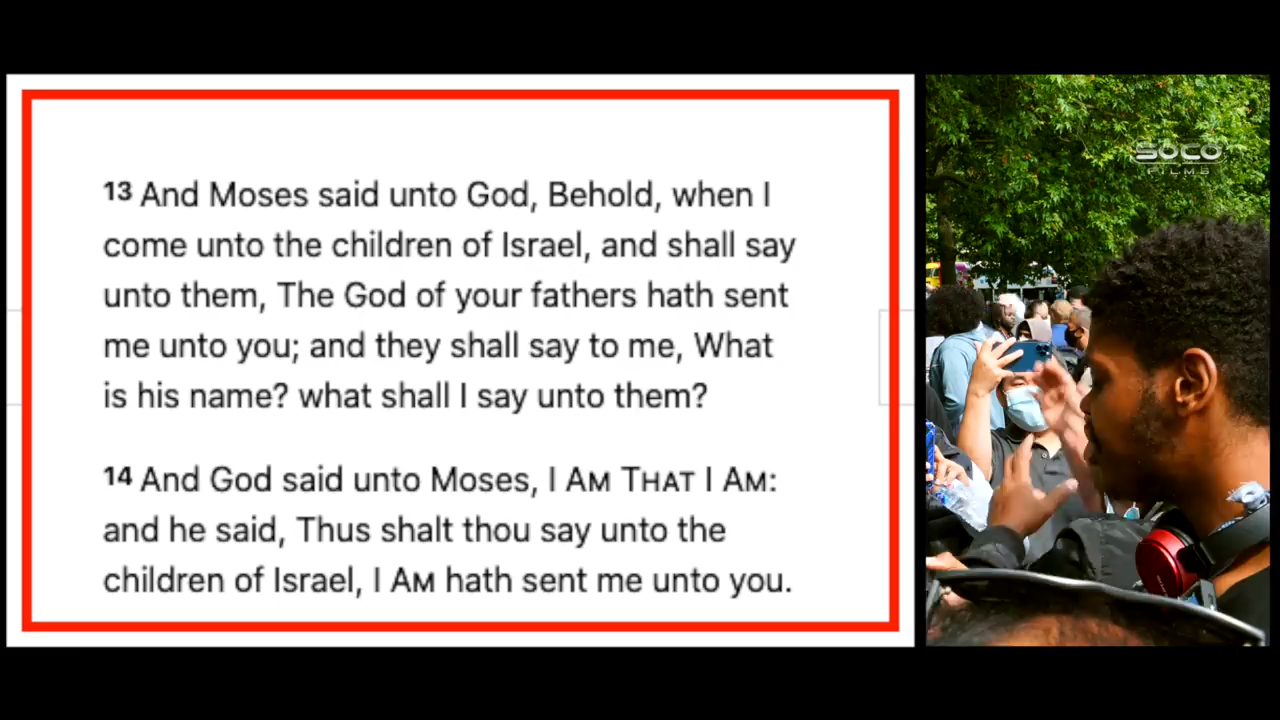 13 And Moses said unto God, Behold, when I
come unto the children of Israel, and shall say
unto them, The God of your fathers hath sent
me unto you; and they shall say to me, What
is his name? what shall I say unto them?
14 And God said unto Moses, I AM THAT I AM:
and he said, Thus shalt thou say unto the
children of Israel, I AM hath sent me unto you.
SOCO
FILMS